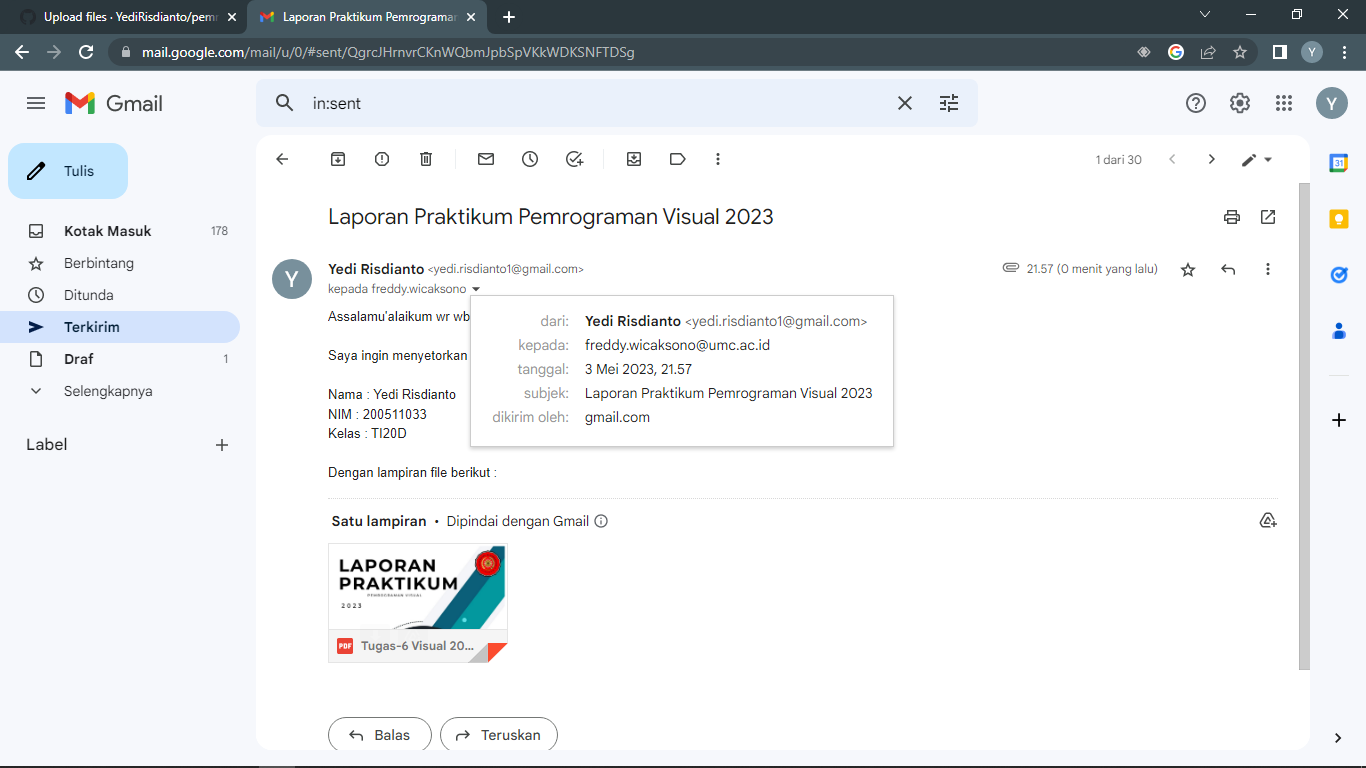 Upload files · YediRisdianto/pemr
Laporan Praktikum Pemrograman
mail.google.com/mail/u/0/#sent/QgrcJHrnvrCKnWQbmJpbSpVKkWDKSNFTDSg
Y
Gmail
in:sent
Y
Tulis
1 dari 30
31
Kotak Masuk 178
Berbintang
Ditunda
Terkirim
Draf 1
Selengkapnya
Label
Laporan Praktikum Pemrograman Visual 2023
Y
Yedi Risdianto <yedi.risdianto1@gmail.com>
21.57 (0 menit yang lalu)
kepada freddy.wicaksono
Assalamu'alaikum wr wb
Saya ingin menyetorkan
Nama : Yedi Risdianto
NIM : 200511033
Kelas : TI20D
Dengan lampiran file berikut :
dari: Yedi Risdianto <yedi.risdianto1@gmail.com>
kepada: freddy.wicaksono@umc.ac.id
tanggal: 3 Mei 2023, 21.57
subjek: Laporan Praktikum Pemrograman Visual 2023
dikirim oleh: gmail.com
Satu lampiran • Dipindai dengan Gmail
LAPORAN
PRAKTIKUM
PEMROGRAMAN VISUAL
2023
PDF Tugas-6 Visual 20...
Balas
Teruskan